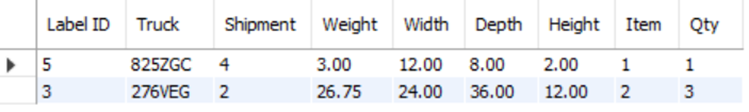 Label ID Truck Shipment Weight Width Depth Height Item Qty
5 825ZGC 4 3.00 12.00 8.00 2.00 1 1
3 276VEG 2 26.75 24.00 36.00 12.00 2 3